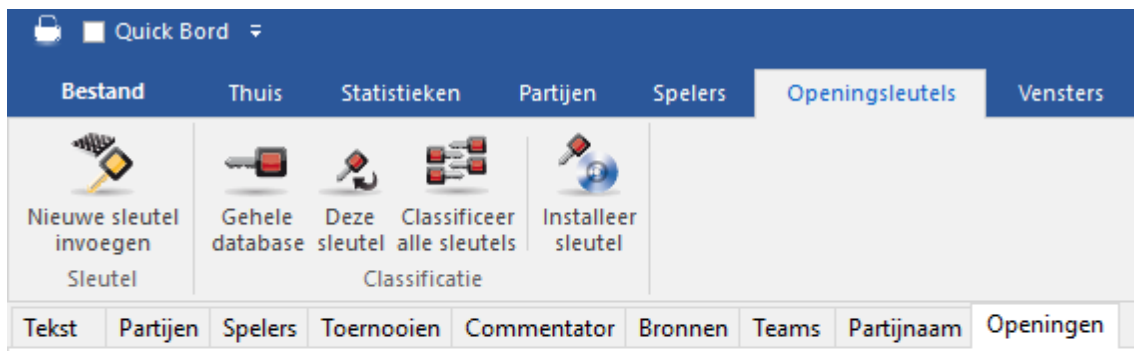 Quick Bord
Bestand Thuis Statistieken Partijen Spelers Openingsleutels Vensters
Nieuwe sleutel Gehele Deze Classificeer Installeer
invoegen database sleutel alle sleutels sleutel
Sleutel Classificatie
Tekst Partijen Spelers Toernooien Commentator Bronnen Teams Partijnaam Openingen